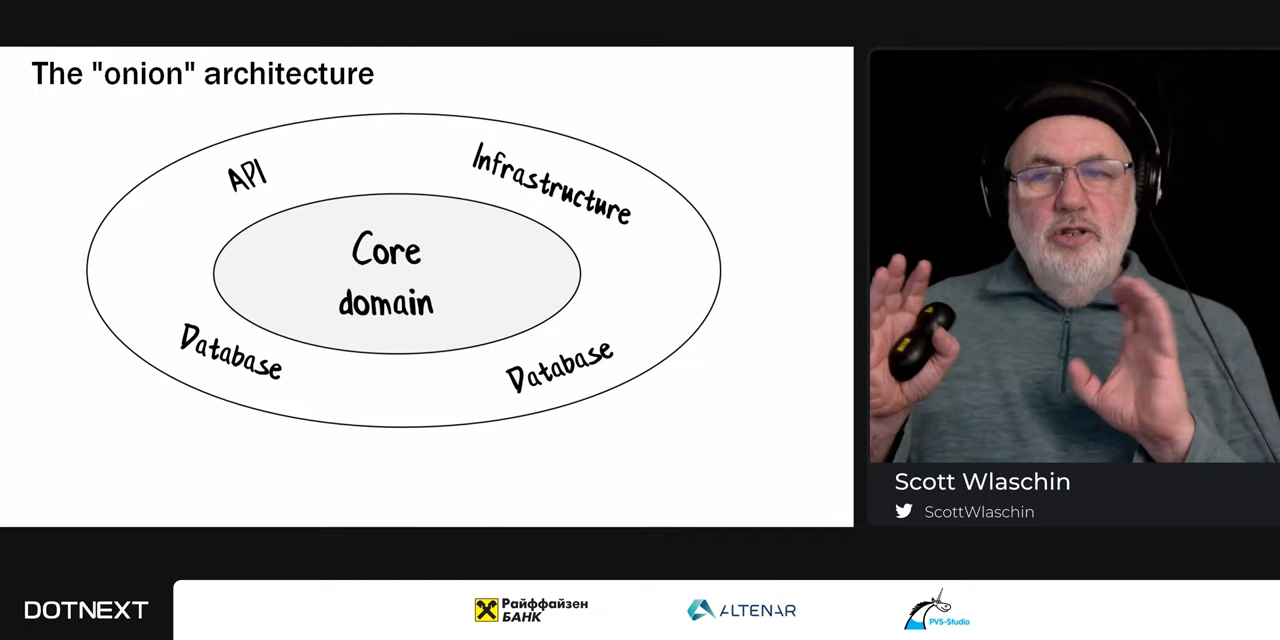 The "onion" architecture
API
Infrastructure
Core
domain
Database
Database
Scott Wlaschin
ScottWlaschin
DOTNEXT
Райффайзен
БАНК
ALTENAR
PVS-Studio